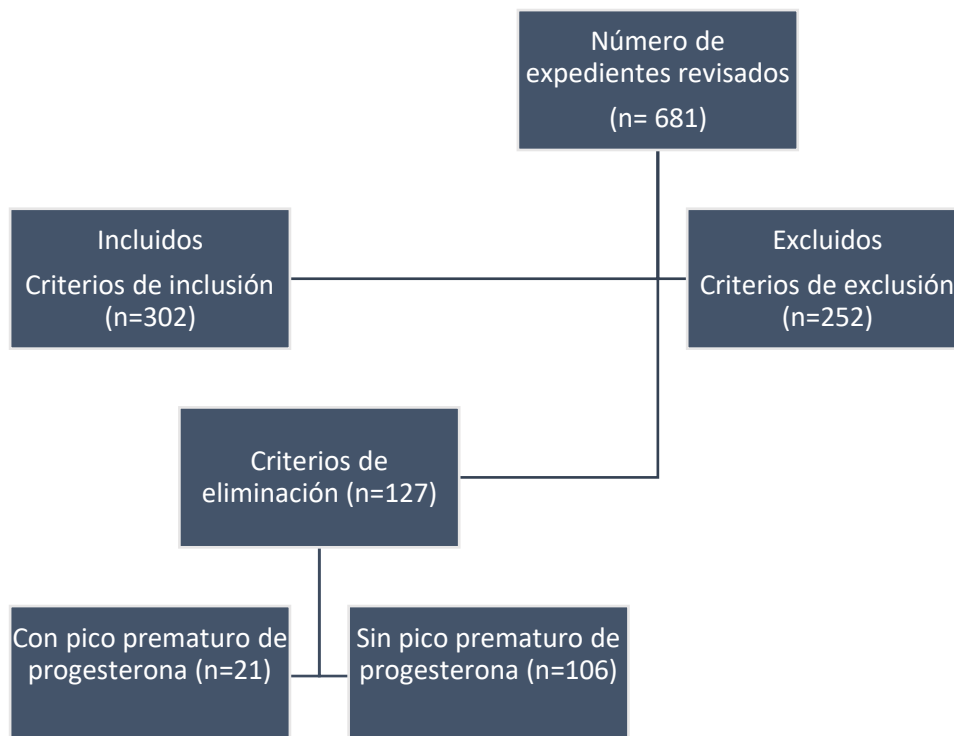 Número de
expedientes revisados
(n= 681)
Incluidos
Criterios de inclusión
(n=302)
Excluidos
Criterios de exclusión
(n=252)
Criterios de
eliminación (n=127)
Con pico prematuro de
progesterona (n=21)
Sin pico prematuro de
progesterona (n=106)